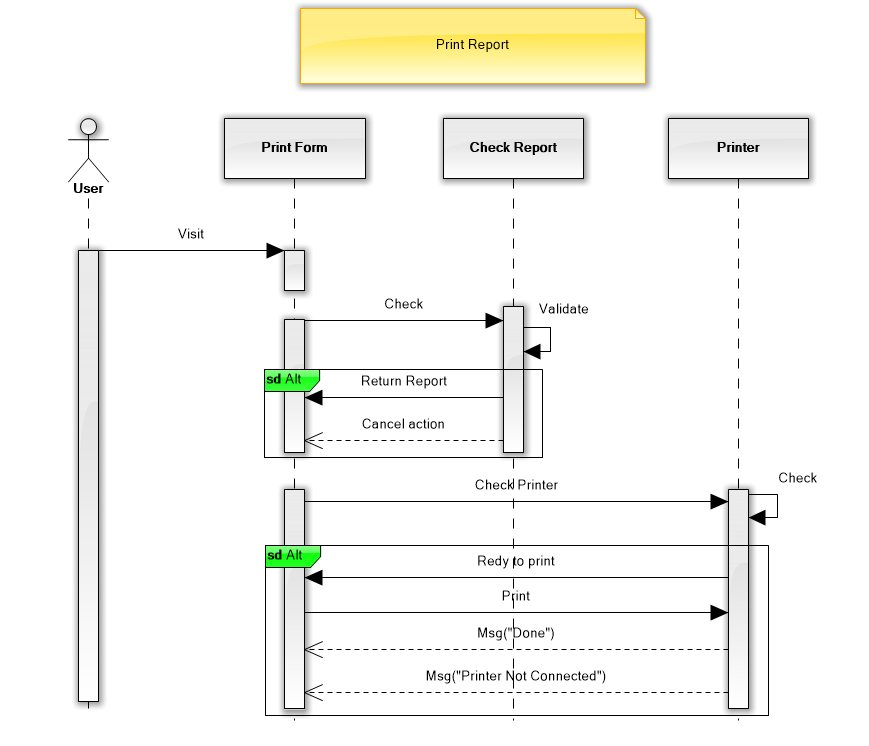 Print Report
User
Print Form
Check Report
Printer
Visit
Check
Validate
sd Alt
Return Report
Cancel action
Check Printer
Check
sd Alt
Redy to print
Print
Msg("Done")
Msg("Printer Not Connected")